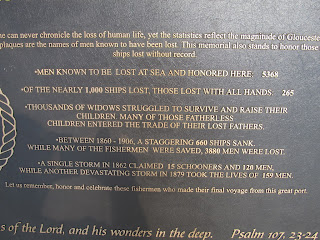 ne can never chronicle the loss of human life, yet the statistics reflect the magnitude of Glouceste
plaques are the names of men known to have been lost. This memorial also stands to honor those
ships lost without record.
•MEN KNOWN TO BE LOST AT SEA AND HONORED HERE: 5368
•OF THE NEARLY 1,000 SHIPS LOST, THOSE LOST WITH ALL HANDS... 265
•THOUSANDS OF WIDOWS STRUGGLED TO SURVIVE AND RAISE THEIR
CHILDREN. MANY OF THOSE FATHERLESS
CHILDREN ENTERED THE TRADE OF THEIR LOST FATHERS.
•BETWEEN 1860 - 1906, A STAGGERING 660 SHIPS SANK,
WHILE MANY OF THE FISHERMEN WERE SAVED, 3880 MEN WERE LOST.
•A SINGLE STORM IN 1862 CLAIMED 15 SCHOONERS AND 120 MEN,
WHILE ANOTHER DEVASTATING STORM IN 1879 TOOK THE LIVES OF 159 MEN.
Let us remember, honor and celebrate these fishermen who made their final voyage from this great port.
s of the Lord, and his wonders in the deep. Psalm 107, 23-24